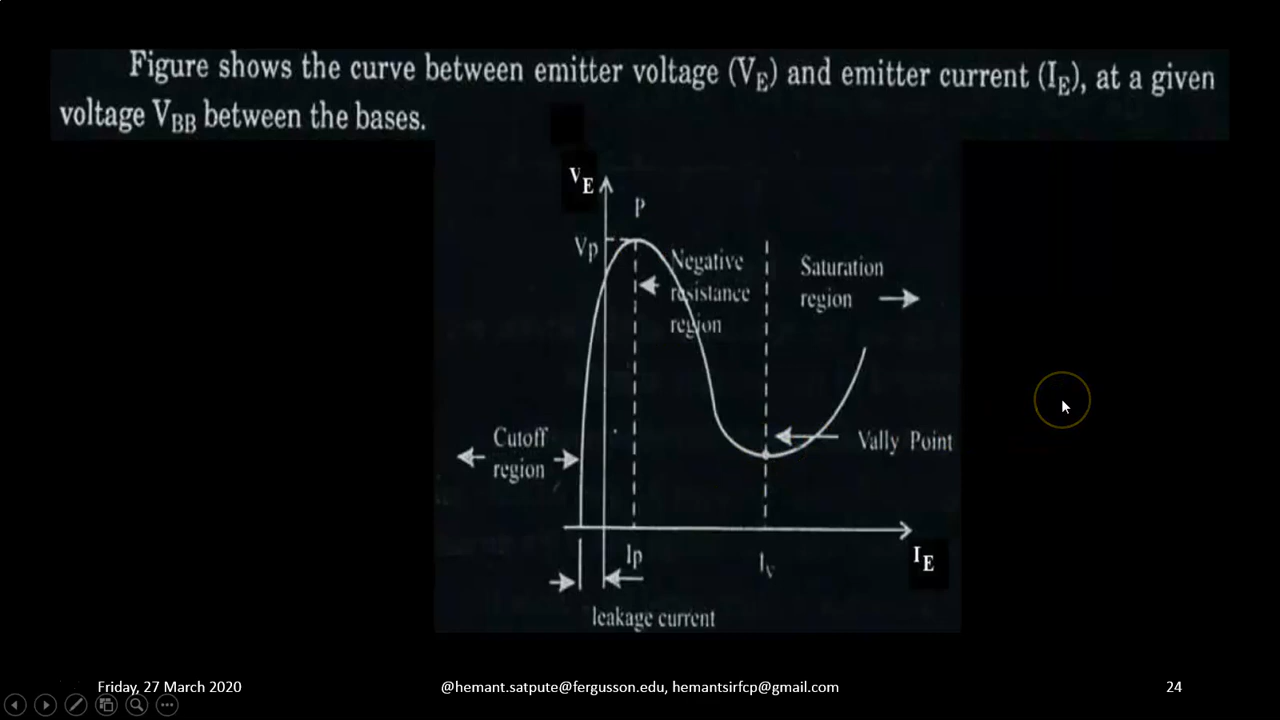 Figure shows the curve between emitter voltage (VE) and emitter current (IE), at a given
voltage VBB between the bases.
VE
P
Vp
Negative
resistance
region
Saturation
region
Cutoff
region
Vally Point
Ip
Iv
IE
leakage current
Friday, 27 March 2020
@hemant.satpute@fergusson.edu, hemantsirfcp@gmail.com
24